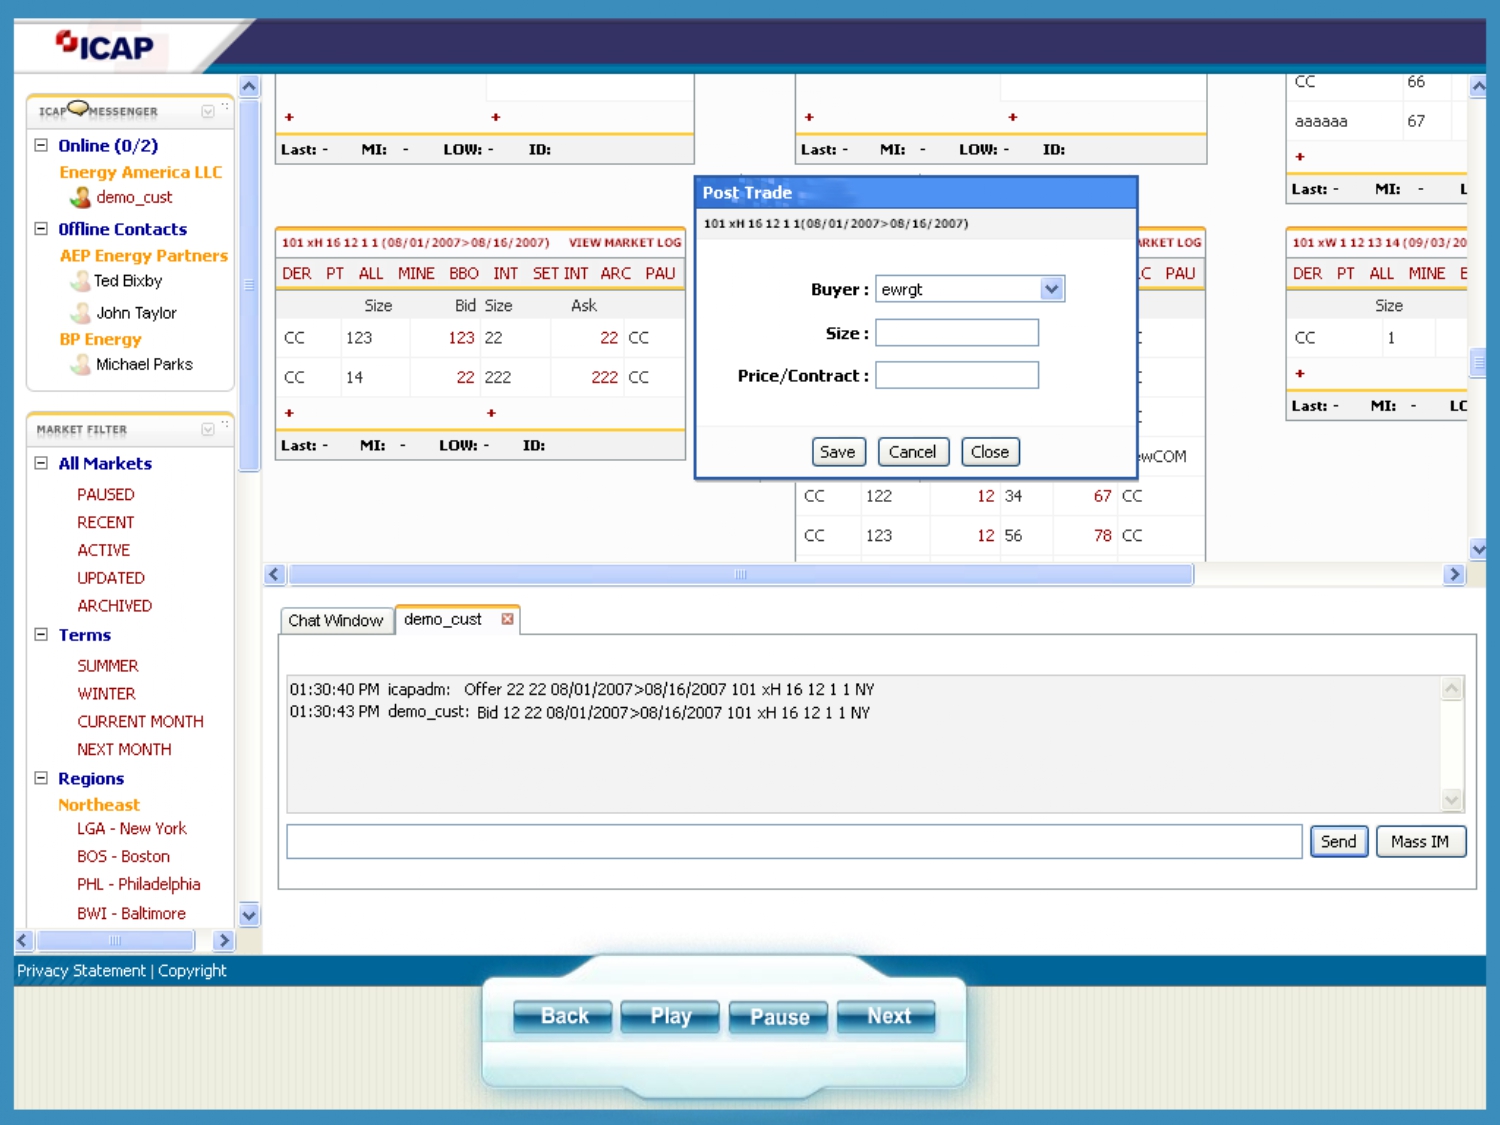 ICAP
ICAP MESSENGER
Online (0/2)
Energy America LLC
demo_cust
Offline Contacts
AEP Energy Partners
Ted Bixby
John Taylor
BP Energy
Michael Parks
MARKET FILTER
All Markets
PAUSED
RECENT
ACTIVE
UPDATED
ARCHIVED
Terms
SUMMER
WINTER
CURRENT MONTH
NEXT MONTH
Regions
Northeast
LGA - New York
BOS - Boston
PHL - Philadelphia
BWI - Baltimore
+ +
Last: - MI: - LOW: - ID:
+ +
Last: - MI: - LOW: - ID:
CC 66
aaaaaa 67
+
Last: - MI: - L
101 xH 16 12 1 1 (08/01/2007>08/16/2007) VIEW MARKET LOG
DER PT ALL MINE BBO INT SET INT ARC PAU
Size Bid Size Ask
CC 123 123 22 22 CC
CC 14 22 222 222 CC
+ +
Last: - MI: - LOW: - ID:
Post Trade
101 xH 16 12 1 1(08/01/2007>08/16/2007)
Buyer : ewrgt
Size :
Price/Contract :
Save Cancel Close
RKET LOG
C PAU
wCOM
CC 122 12 34 67 CC
CC 123 12 56 78 CC
101 xW 1 12 13 14 (09/03/20
DER PT ALL MINE E
Size
CC 1
+
Last: - MI: - LO
Chat Window demo_cust
01:30:40 PM icapadm: Offer 22 22 08/01/2007>08/16/2007 101 xH 16 12 1 1 NY
01:30:43 PM demo_cust: Bid 12 22 08/01/2007>08/16/2007 101 xH 16 12 1 1 NY
Send Mass IM
Privacy Statement | Copyright
Back Play Pause Next